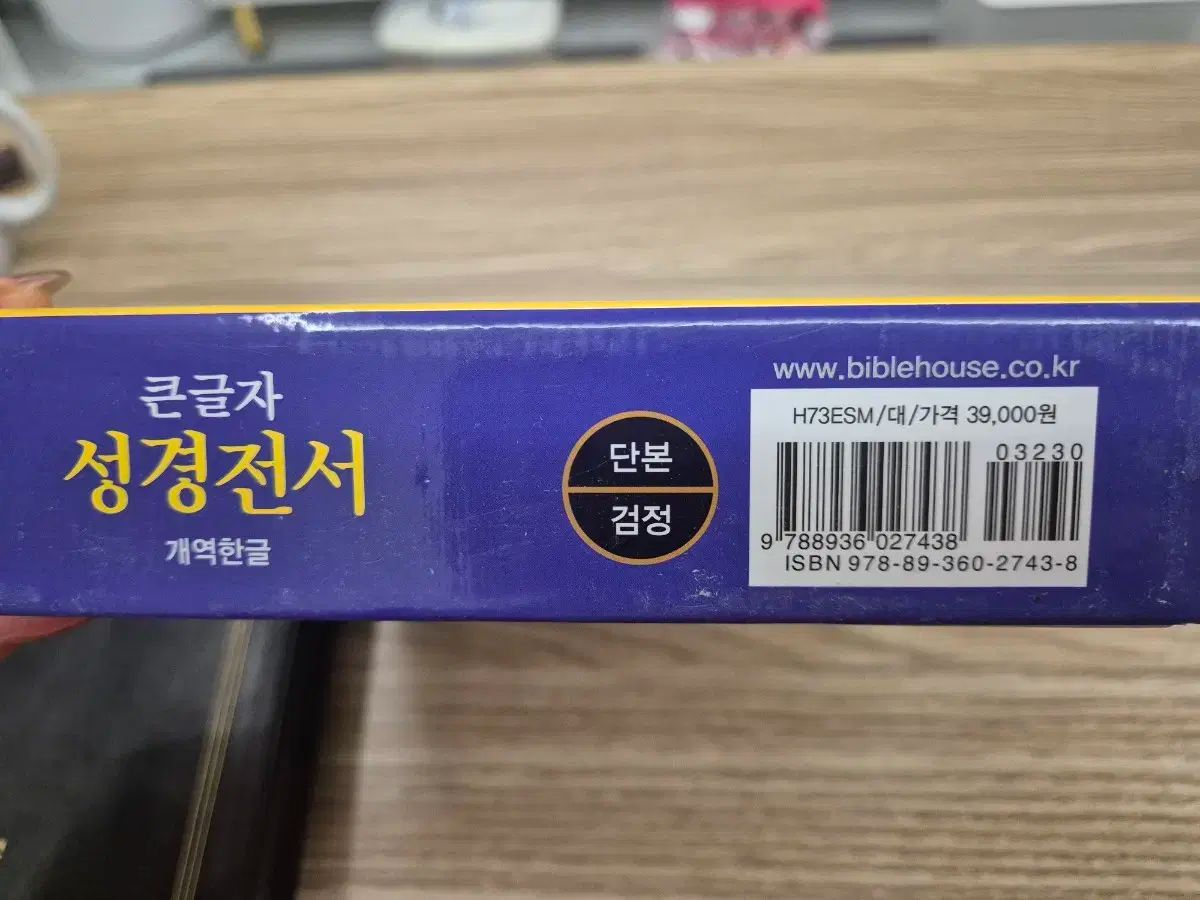 큰글자
성경전서
개역한글
단본
검정
www.biblehouse.co.kr
H73ESM/대/가격 39,000원
03230
9 788936 027438
ISBN 978-89-360-2743-8